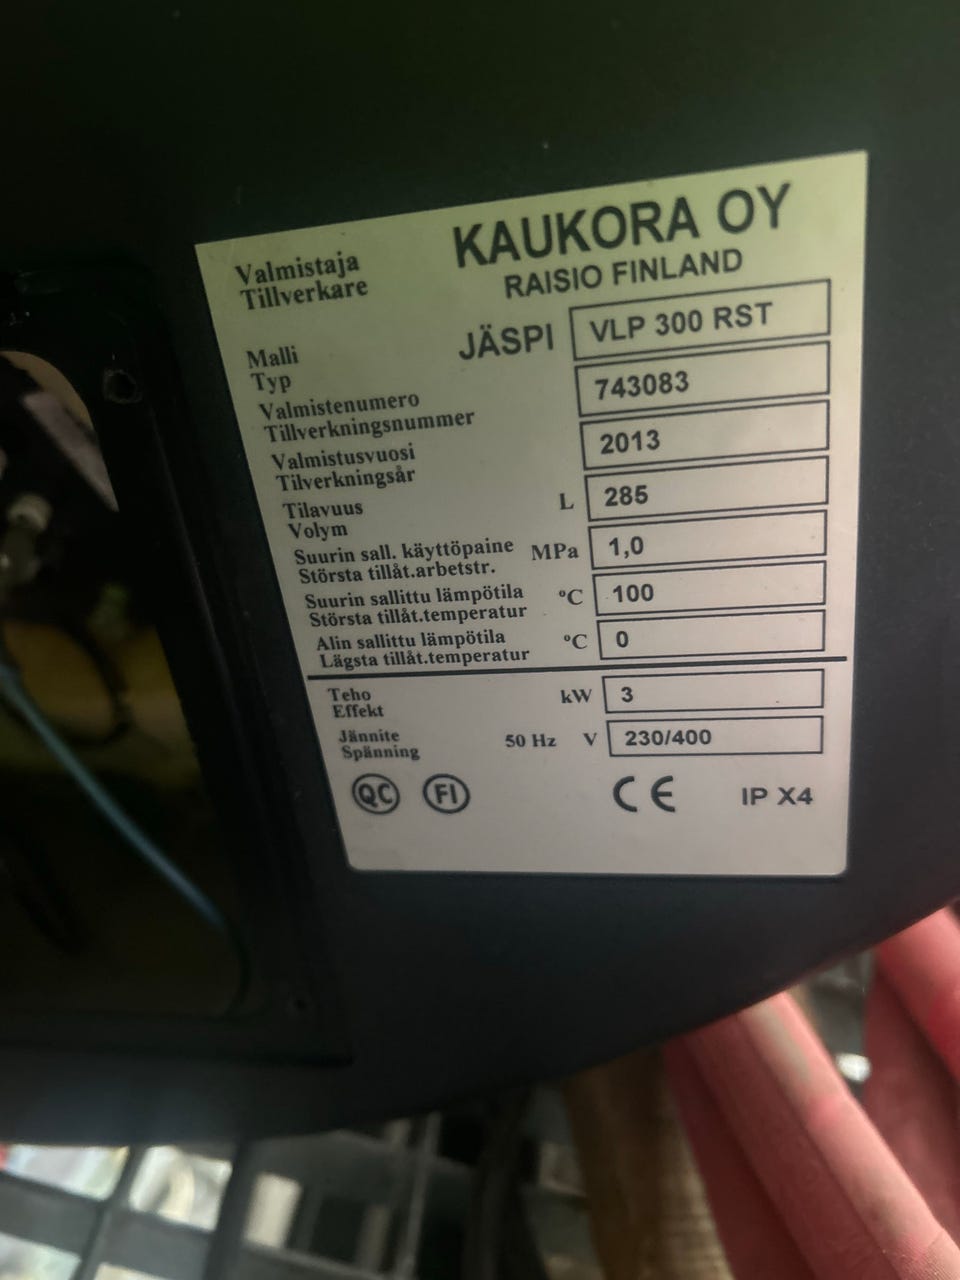 Valmistaja KAUKORA OY
Tillverkare RAISIO FINLAND
Malli JÄSPI VLP 300 RST
Typ
Valmistenumero 743083
Tillverkningsnummer
Valmistusvuosi 2013
Tilverkningsår
Tilavuus L 285
Volym
Suurin sall. käyttöpaine MPa 1,0
Största tillåt.arbetstr.
Suurin sallittu lämpötila °C 100
Största tillåt.temperatur
Alin sallittu lämpötila °C 0
Lägsta tillåt.temperatur
Teho kW 3
Effekt
Jännite 50 Hz V 230/400
Spänning
QC FI CE IP X4